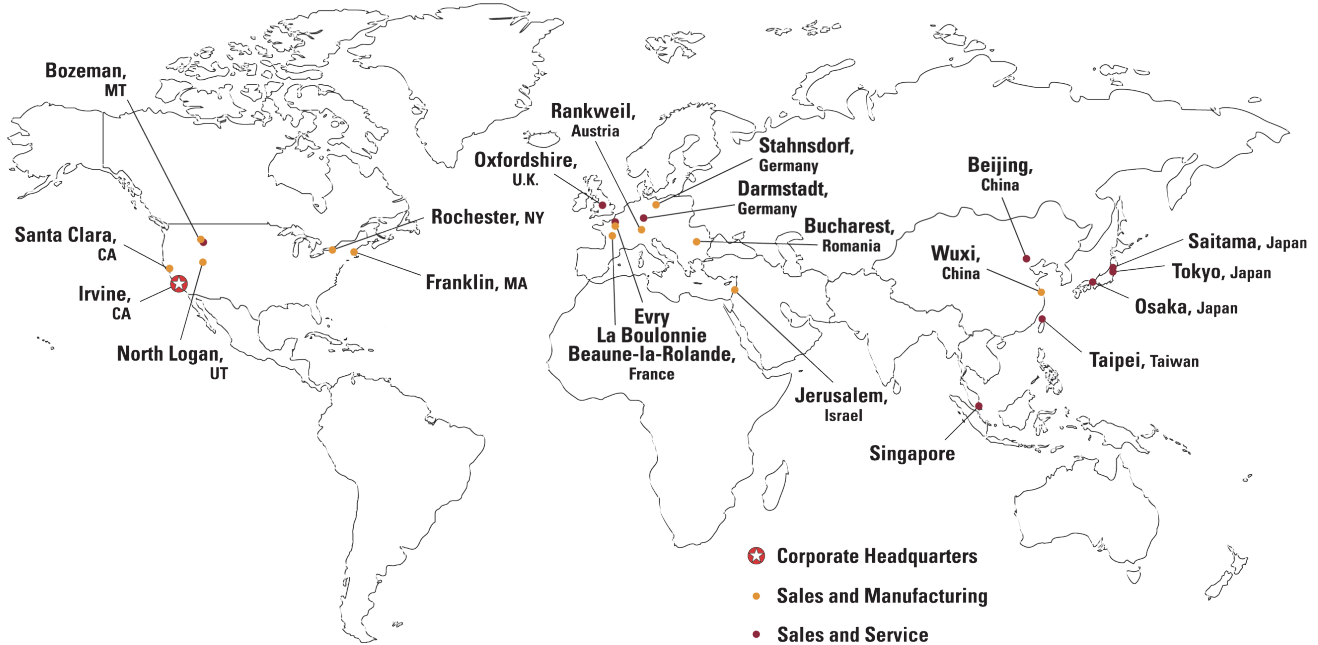 Bozeman,
MT
Santa Clara,
CA
Irvine,
CA
North Logan,
UT
Rochester, NY
Franklin, MA
Rankweil,
Austria
Oxfordshire,
U.K.
Stahnsdorf,
Germany
Darmstadt,
Germany
Bucharest,
Romania
Evry
La Boulonnie
Beaune-la-Rolande,
France
Jerusalem,
Israel
Beijing,
China
Wuxi,
China
Saitama, Japan
Tokyo, Japan
Osaka, Japan
Taipei, Taiwan
Singapore
Corporate Headquarters
Sales and Manufacturing
Sales and Service